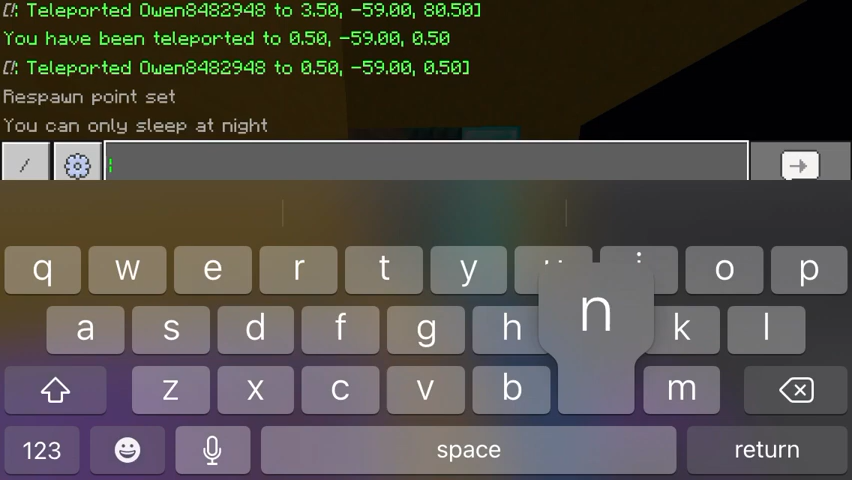 [!: Teleported Owen8482948 to 3.50, -59.00, 80.50]
You have been teleported to 0.50, -59.00, 0.50
[!: Teleported Owen8482948 to 0.50, -59.00, 0.50]
Respawn point set
You can only sleep at night
/
q w e r t y u i o p
a s d f g h n k l
z x c v b m
123 space return